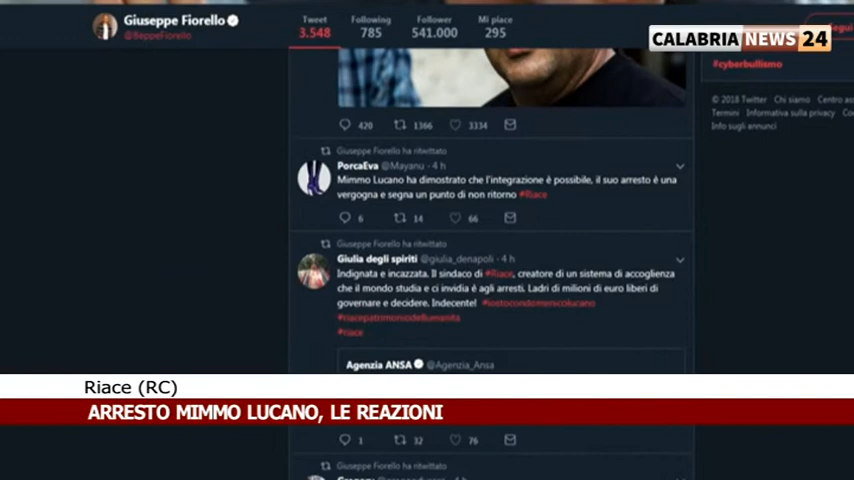 Giuseppe Fiorello
@BeppeFiorello
Tweet
3.548
Following
785
Follower
541.000
Mi piace
295
CALABRIA NEWS 24
#cyberbullismo
© 2018 Twitter Chi siamo Centro
Termini Informativa sulla privacy
Info sugli annunci
420 1366 3334
Giuseppe Fiorello ha ritwittato
PorcaEva @Mayanu · 4 h
Mimmo Lucano ha dimostrato che l'integrazione è possibile, il suo arresto è una
vergogna e segna un punto di non ritorno #Riace
6 14 66
Giuseppe Fiorello ha ritwittato
Giulia degli spiriti @giulia_denapoli · 4 h
Indignata e incazzata. Il sindaco di #Riace, creatore di un sistema di accoglienza
che il mondo studia e ci invidia è agli arresti. Ladri di milioni di euro liberi di
governare e decidere. Indecente! #iostocondomenicolucano
#riace
Agenzia ANSA @Agenzia_Ansa
Riace (RC)
ARRESTO MIMMO LUCANO, LE REAZIONI
1 32 76
Giuseppe Fiorello ha ritwittato